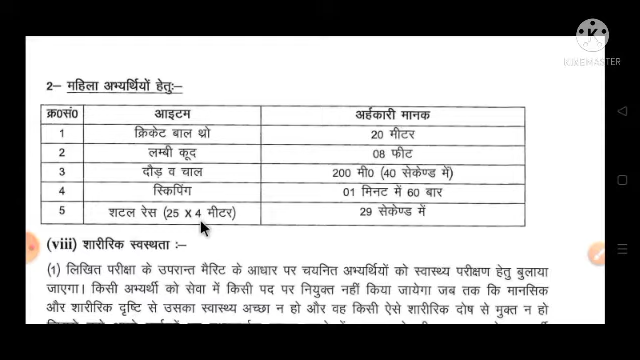 KINEMASTER
2– महिला अभ्यर्थियों हेतुः–
क्र0सं0 आइटम अर्हकारी मानक
1 क्रिकेट बाल थ्रो 20 मीटर
2 लम्बी कूद 08 फीट
3 दौड़ व चाल 200 मी0 (40 सेकेण्ड में)
4 स्किपिंग 01 मिनट में 60 बार
5 शटल रेस (25 X 4 मीटर) 29 सेकेण्ड में
(viii) शारीरिक स्वस्थता :–
(1) लिखित परीक्षा के उपरान्त मैरिट के आधार पर चयनित अभ्यर्थियों को स्वास्थ्य परीक्षण हेतु बुलाया
जाएगा। किसी अभ्यर्थी को सेवा में किसी पद पर नियुक्त नहीं किया जायेगा जब तक कि मानसिक
और शारीरिक दृष्टि से उसका स्वास्थ्य अच्छा न हो और वह किसी ऐसे शारीरिक दोष से मुक्त न हो